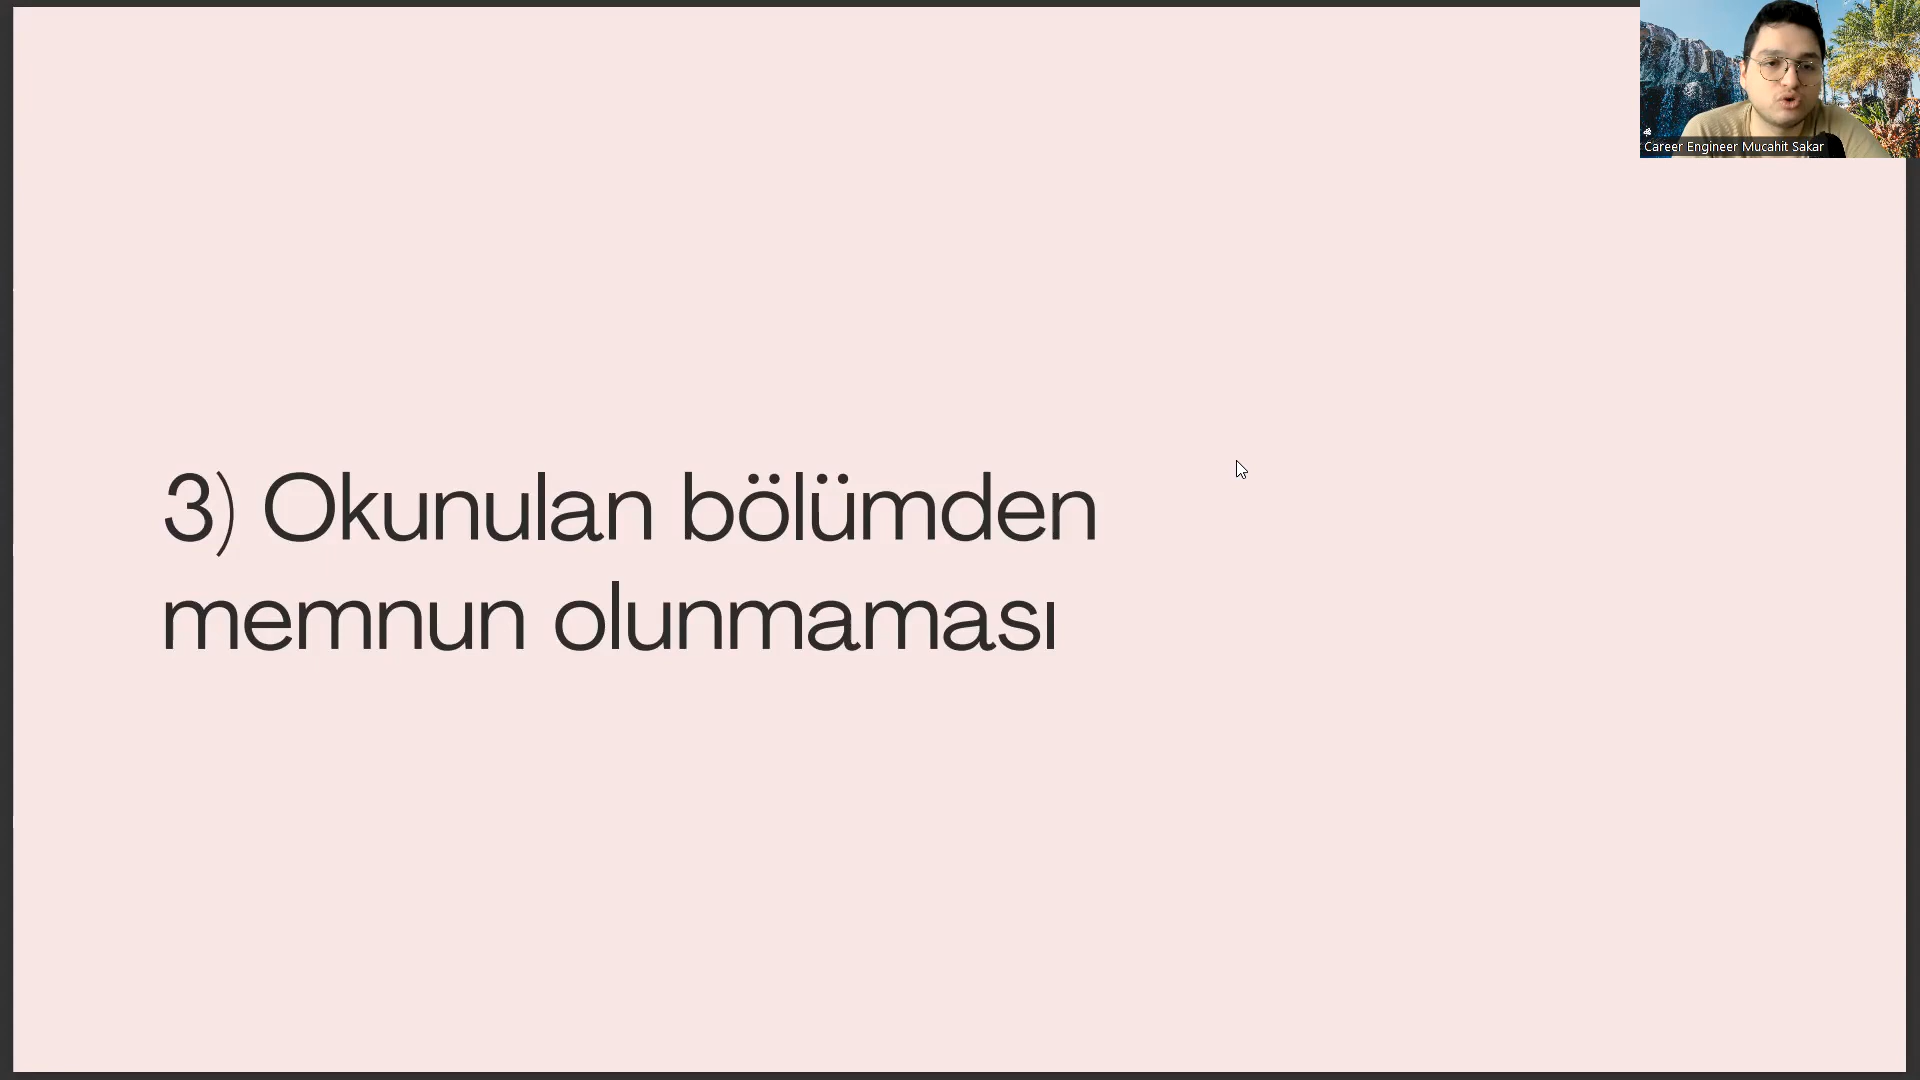 Career Engineer Mucahit Sakar
3) Okunulan bölümden
memnun olunmaması